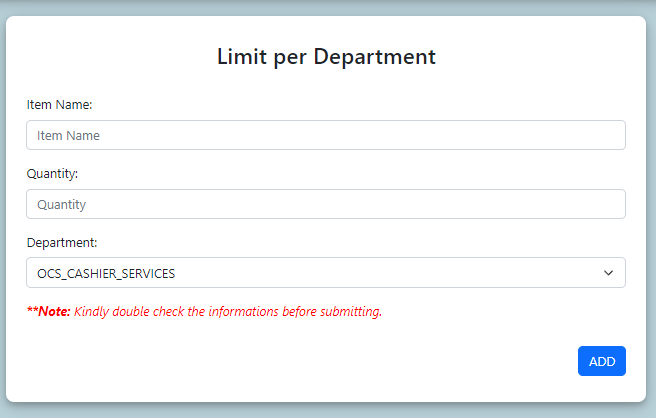 Limit per Department
Item Name:
Item Name
Quantity:
Quantity
Department:
OCS_CASHIER_SERVICES
**Note: Kindly double check the informations before submitting.
ADD